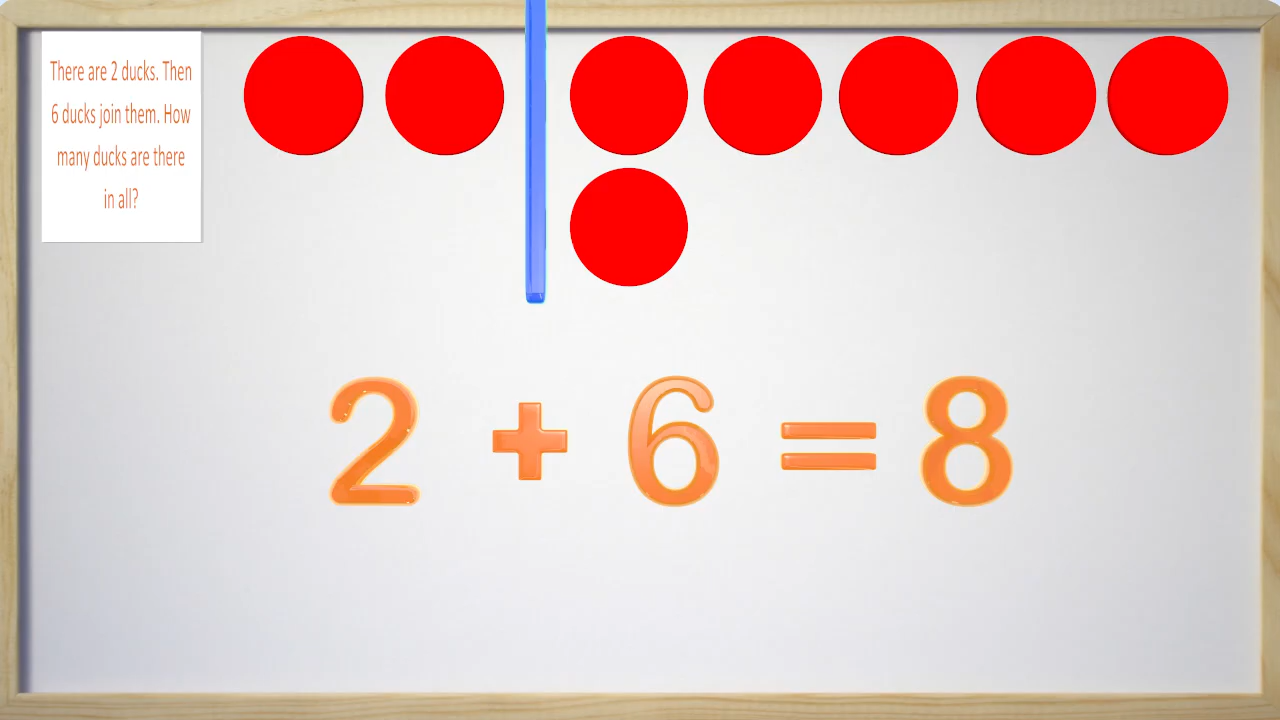 There are 2 ducks. Then
6 ducks join them. How
many ducks are there
in all?
2 + 6 = 8